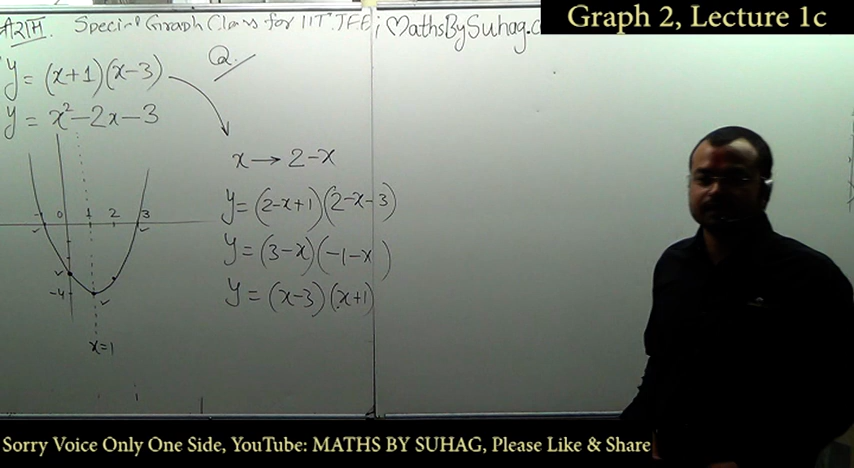 Graph 2, Lecture 1c
Special Graph Class for IIT JEE; MathsBySuhag.c
Q.
y = (x+1)(x-3)
y = x²-2x-3
x → 2-x
y = (2-x+1)(2-x-3)
y = (3-x)(-1-x)
y = (x-3)(x+1)
-1 0 1 2 3
-4
x=1
Sorry Voice Only One Side, YouTube: MATHS BY SUHAG, Please Like & Share